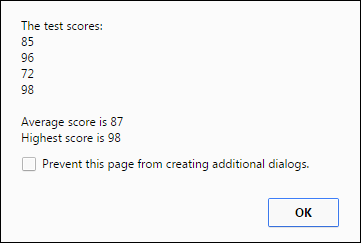 The test scores:
85
96
72
98
Average score is 87
Highest score is 98
Prevent this page from creating additional dialogs.
OK